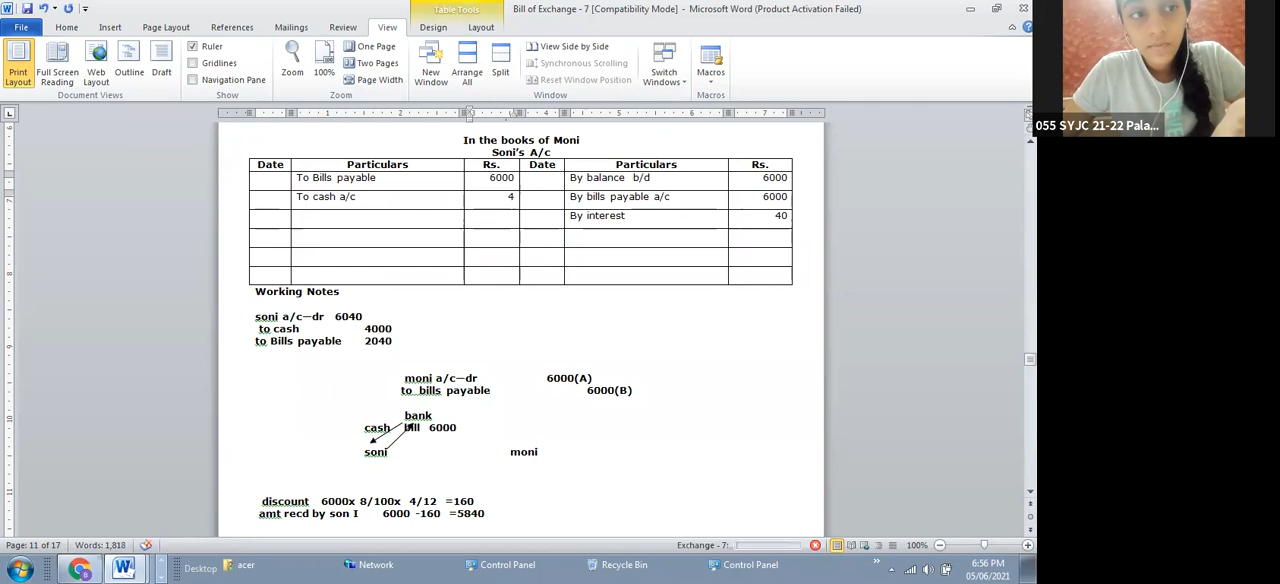 Table Tools
Bill of Exchange - 7 [Compatibility Mode] - Microsoft Word (Product Activation Failed)
File Home Insert Page Layout References Mailings Review View Design Layout
Print Layout Full Screen Reading Web Layout Outline Draft
Ruler
Gridlines
Navigation Pane
Zoom 100%
One Page
Two Pages
Page Width
New Window Arrange All Split
View Side by Side
Synchronous Scrolling
Reset Window Position
Switch Windows Macros
Document Views Show Zoom Window Macros
055 SYJC 21-22 Pala...
In the books of Moni
Soni's A/c
Date Particulars Rs. Date Particulars Rs.
To Bills payable 6000 By balance b/d 6000
To cash a/c 4 By bills payable a/c 6000
By interest 40
Working Notes
soni a/c—dr 6040
to cash 4000
to Bills payable 2040
moni a/c—dr 6000(A)
to bills payable 6000(B)
bank
cash bill 6000
soni moni
discount 6000x 8/100x 4/12 =160
amt recd by son I 6000 -160 =5840
Page: 11 of 17 Words: 1,818 Exchange - 7: 100%
Desktop acer Network Control Panel Recycle Bin Control Panel
6:56 PM
05/06/2021